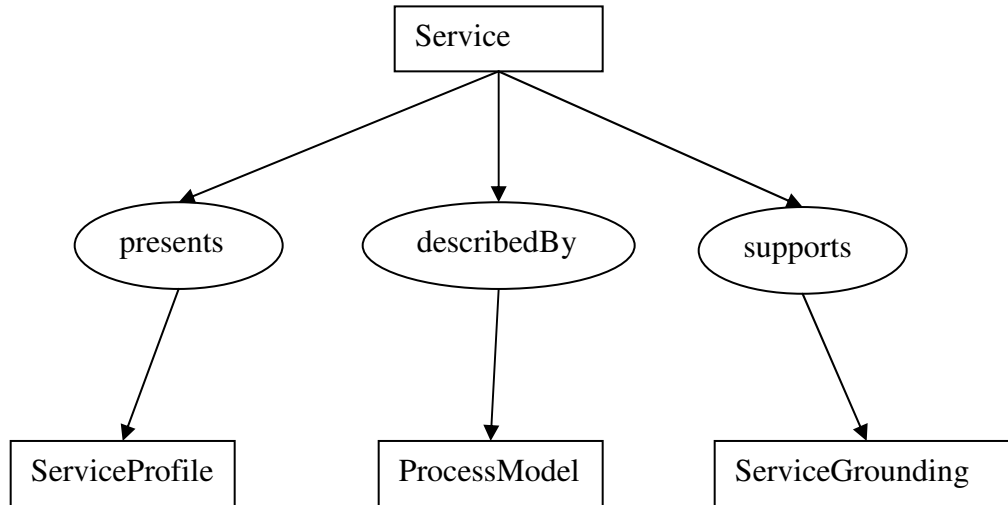 Service
presents
describedBy
supports
ServiceProfile
ProcessModel
ServiceGrounding